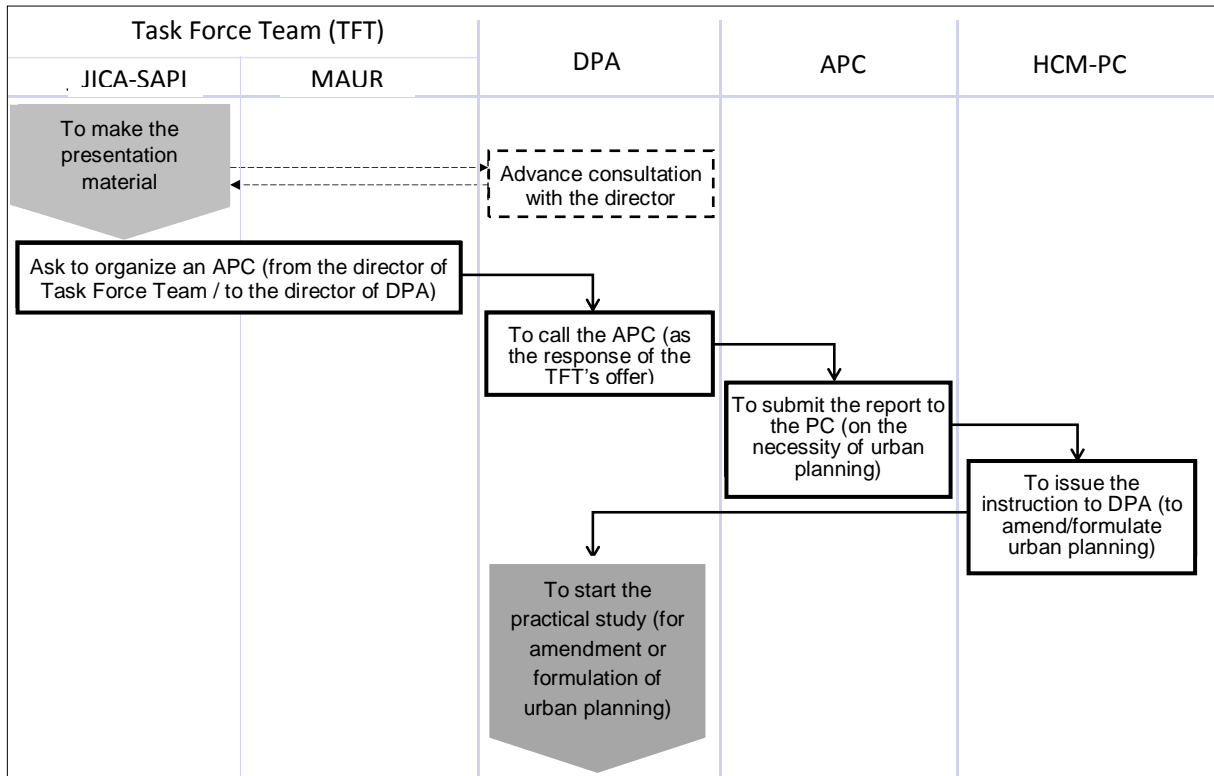 Task Force Team (TFT)
JICA-SAPI
MAUR
DPA
APC
HCM-PC
To make the
presentation
material
Advance consultation
with the director
Ask to organize an APC (from the director of
Task Force Team / to the director of DPA)
To call the APC (as
the response of the
TFT's offer)
To submit the report to
the PC (on the
necessity of urban
planning)
To issue the
instruction to DPA (to
amend/formulate
urban planning)
To start the
practical study (for
amendment or
formulation of
urban planning)